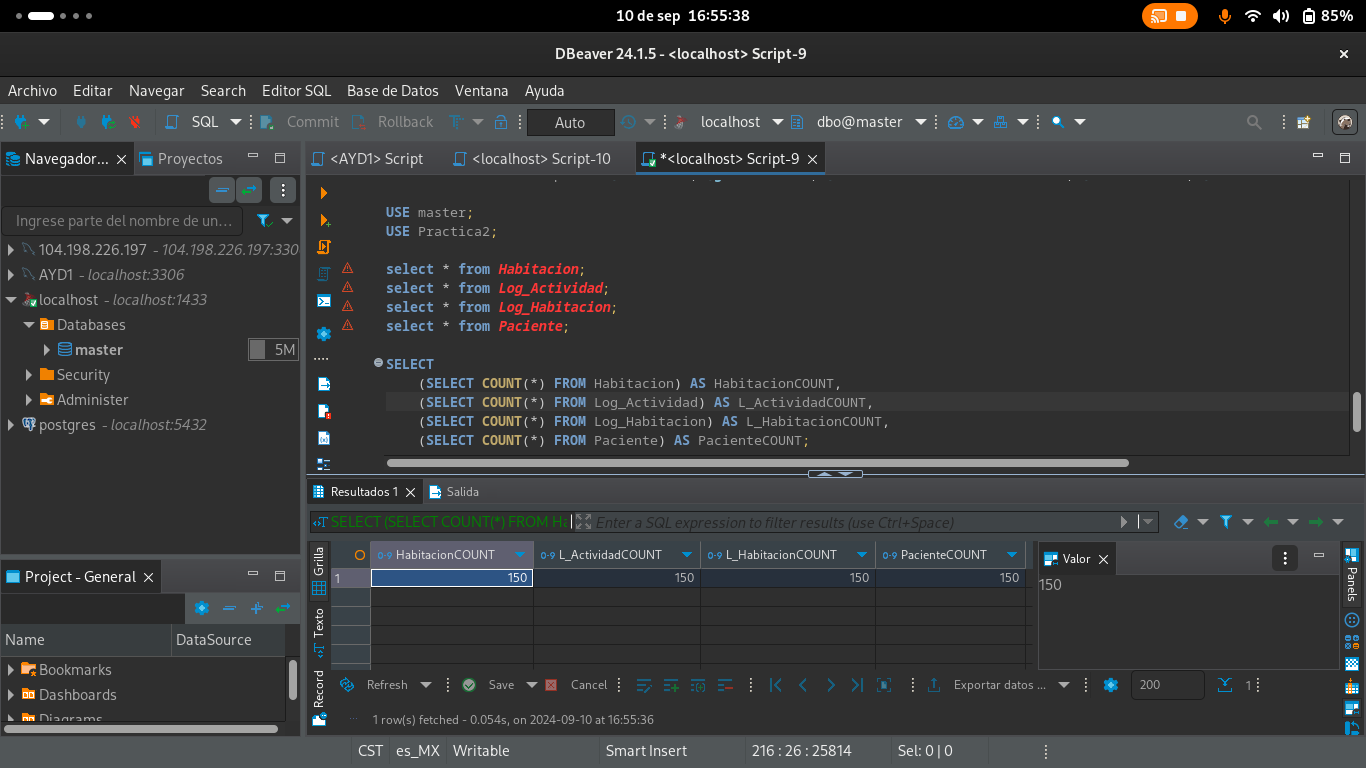 10 de sep 16:55:38
85%
DBeaver 24.1.5 - <localhost> Script-9
Archivo Editar Navegar Search Editor SQL Base de Datos Ventana Ayuda
SQL Commit Rollback Auto localhost dbo@master
Navegador... Proyectos
<AYD1> Script <localhost> Script-10 *<localhost> Script-9
Ingrese parte del nombre de un...
104.198.226.197 - 104.198.226.197:330
AYD1 - localhost:3306
localhost - localhost:1433
Databases
master 5M
Security
Administer
postgres - localhost:5432
USE master;
USE Practica2;
select * from Habitacion;
select * from Log_Actividad;
select * from Log_Habitacion;
select * from Paciente;
SELECT
(SELECT COUNT(*) FROM Habitacion) AS HabitacionCOUNT,
(SELECT COUNT(*) FROM Log_Actividad) AS L_ActividadCOUNT,
(SELECT COUNT(*) FROM Log_Habitacion) AS L_HabitacionCOUNT,
(SELECT COUNT(*) FROM Paciente) AS PacienteCOUNT;
Resultados 1 Salida
SELECT (SELECT COUNT(*) FROM Ha Enter a SQL expression to filter results (use Ctrl+Space)
Grilla
Texto
Record
HabitacionCOUNT L_ActividadCOUNT L_HabitacionCOUNT PacienteCOUNT
1 150 150 150 150
Valor
150
Panels
Refresh Save Cancel Exportar datos ... 200 1
1 row(s) fetched - 0.054s, on 2024-09-10 at 16:55:36
Project - General
Name DataSource
Bookmarks
Dashboards
Diagrams
CST es_MX Writable Smart Insert 216 : 26 : 25814 Sel: 0 | 0